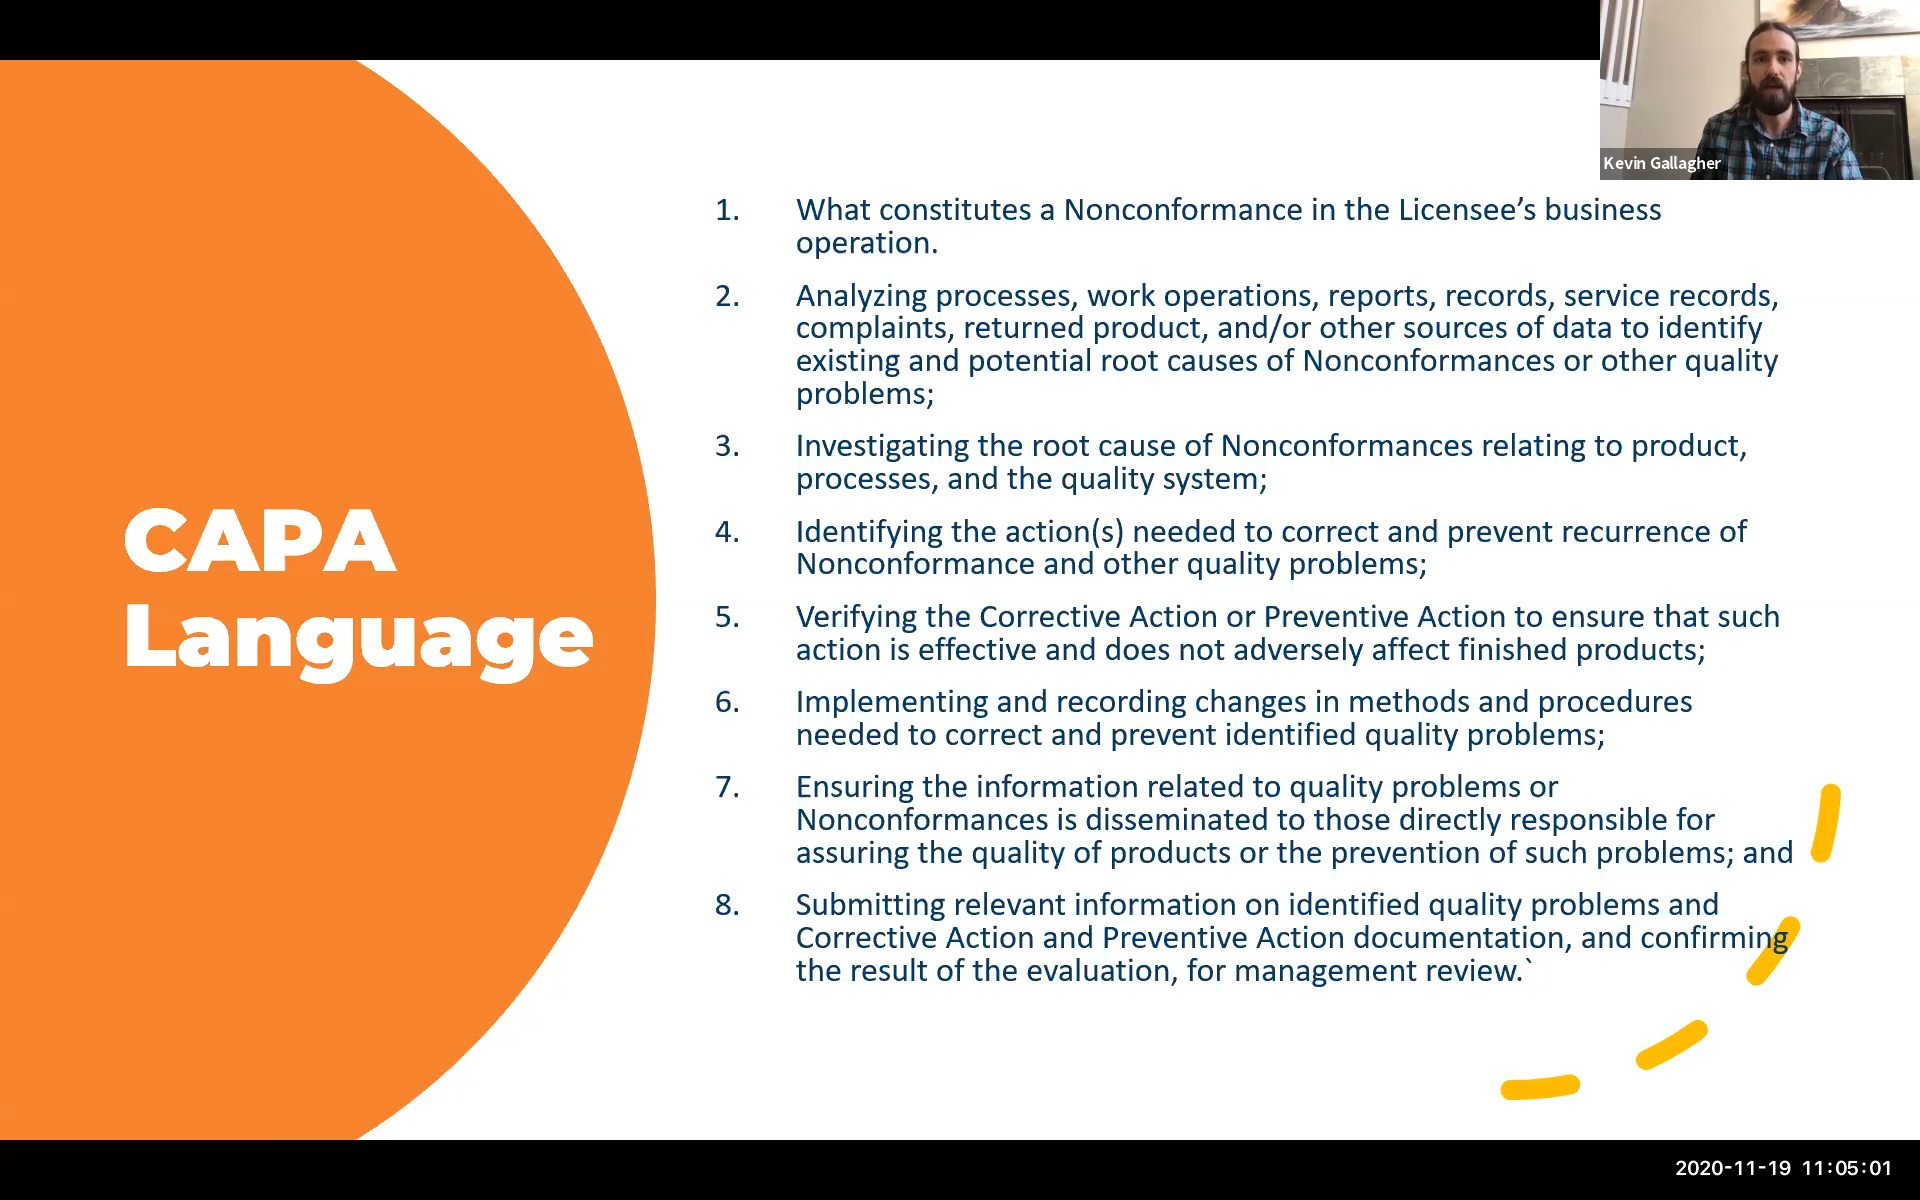 Kevin Gallagher
CAPA
Language
1. What constitutes a Nonconformance in the Licensee’s business
operation.
2. Analyzing processes, work operations, reports, records, service records,
complaints, returned product, and/or other sources of data to identify
existing and potential root causes of Nonconformances or other quality
problems;
3. Investigating the root cause of Nonconformances relating to product,
processes, and the quality system;
4. Identifying the action(s) needed to correct and prevent recurrence of
Nonconformance and other quality problems;
5. Verifying the Corrective Action or Preventive Action to ensure that such
action is effective and does not adversely affect finished products;
6. Implementing and recording changes in methods and procedures
needed to correct and prevent identified quality problems;
7. Ensuring the information related to quality problems or
Nonconformances is disseminated to those directly responsible for
assuring the quality of products or the prevention of such problems; and
8. Submitting relevant information on identified quality problems and
Corrective Action and Preventive Action documentation, and confirming
the result of the evaluation, for management review.`
2020-11-19 11:05:01